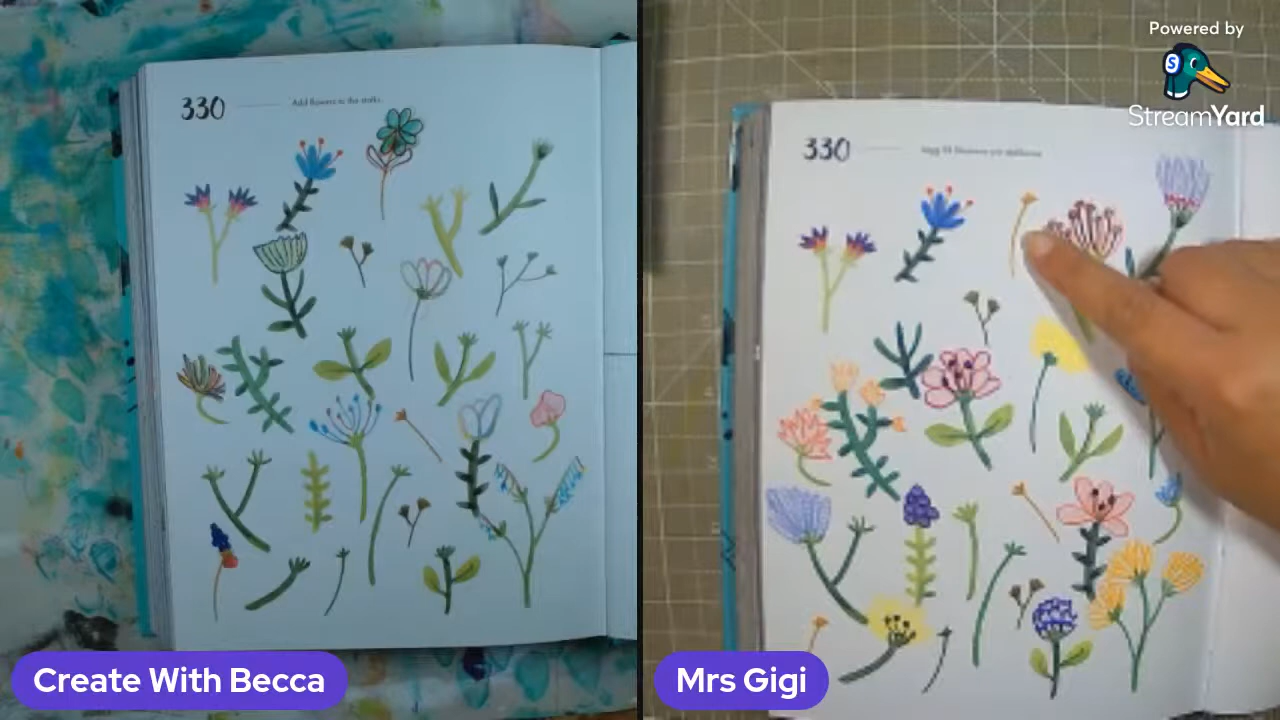 Powered by
S
StreamYard
330
Add flowers to the stalks.
330
Create With Becca
Mrs Gigi